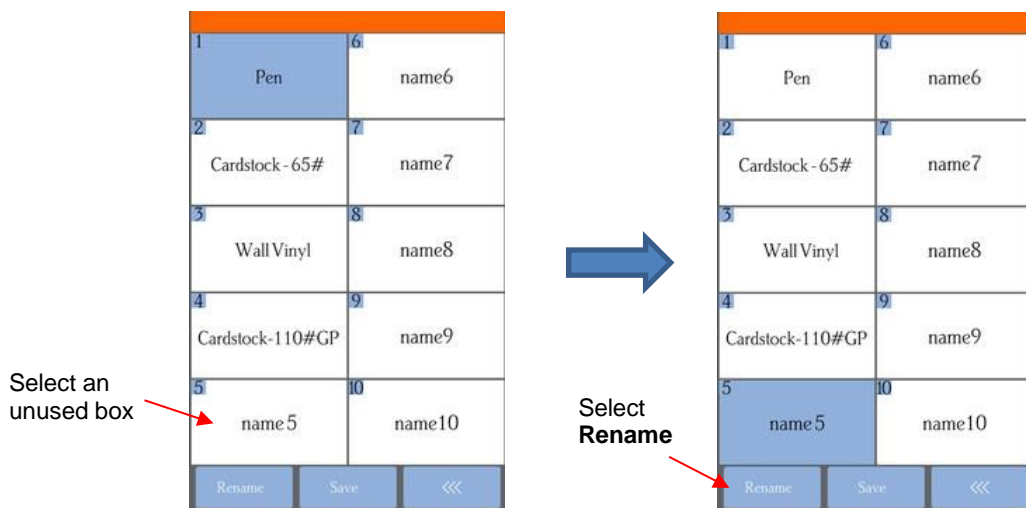 1
Pen
6
name6
2
Cardstock-65#
7
name7
3
Wall Vinyl
8
name8
4
Cardstock-110#GP
9
name9
5
name 5
10
name10
Rename
Save
<<<
Select an
unused box
1
Pen
6
name6
2
Cardstock-65#
7
name7
3
Wall Vinyl
8
name8
4
Cardstock-110#GP
9
name9
5
name 5
10
name10
Rename
Save
<<<
Select
Rename